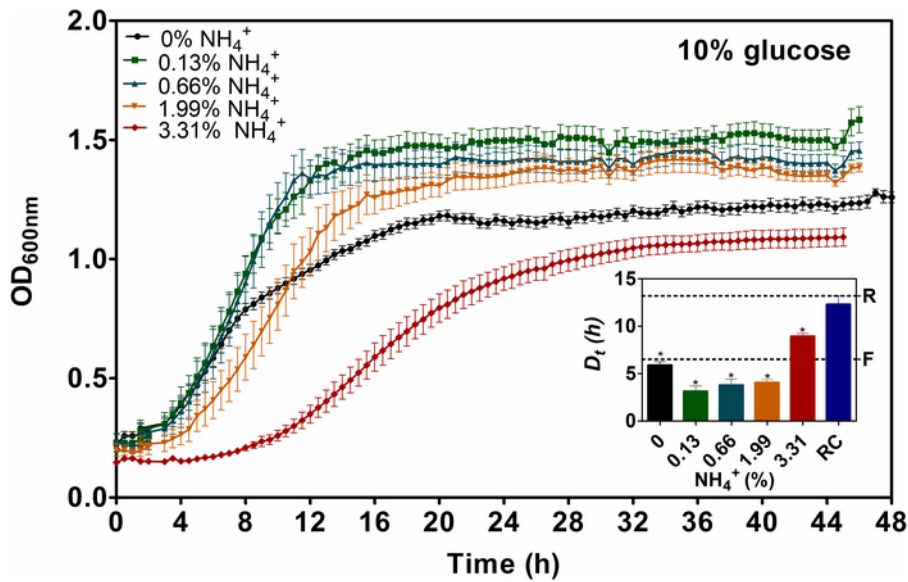 2.0
1.5
1.0
0.5
0.0
OD600nm
0% NH4+
0.13% NH4+
0.66% NH4+
1.99% NH4+
3.31% NH4+
10% glucose
15
10
5
0
Dt (h)
R
F
* * * * *
0 0.13 0.66 1.99 3.31 RC
NH4+ (%)
0 4 8 12 16 20 24 28 32 36 40 44 48
Time (h)